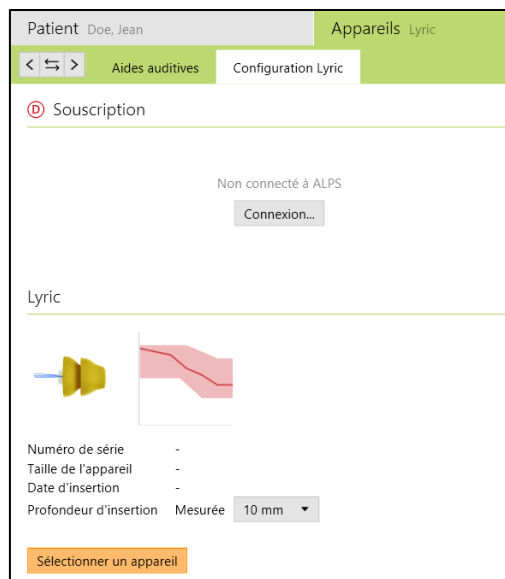 Patient Doe, Jean
Appareils Lyric
Aides auditives
Configuration Lyric
D Souscription
Non connecté à ALPS
Connexion...
Lyric
Numéro de série -
Taille de l'appareil -
Date d'insertion -
Profondeur d'insertion Mesurée 10 mm
Sélectionner un appareil